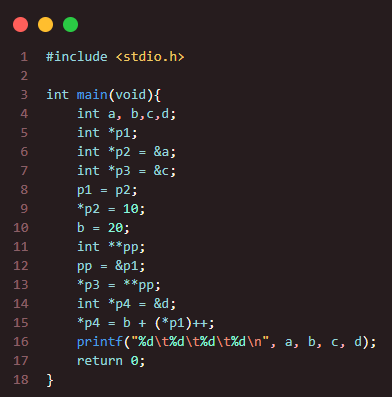 1 #include <stdio.h>
2
3 int main(void){
4     int a, b,c,d;
5     int *p1;
6     int *p2 = &a;
7     int *p3 = &c;
8     p1 = p2;
9     *p2 = 10;
10     b = 20;
11     int **pp;
12     pp = &p1;
13     *p3 = **pp;
14     int *p4 = &d;
15     *p4 = b + (*p1)++;
16     printf("%d\t%d\t%d\t%d\n", a, b, c, d);
17     return 0;
18 }